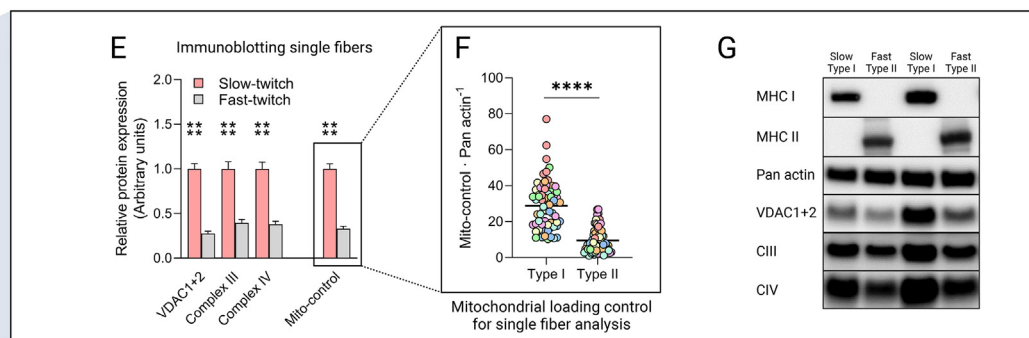 E
Immunoblotting single fibers
Relative protein expression
(Arbitrary units)
2.0
1.5
1.0
0.5
0.0
Slow-twitch
Fast-twitch
** ** ** **
** ** ** **
VDAC1+2
Complex III
Complex IV
Mito-control
F
Mito-control · Pan actin⁻¹
100
80
60
40
20
0
****
Type I Type II
Mitochondrial loading control
for single fiber analysis
G
Slow Fast Slow Fast
Type I Type II Type I Type II
MHC I
MHC II
Pan actin
VDAC1+2
CIII
CIV